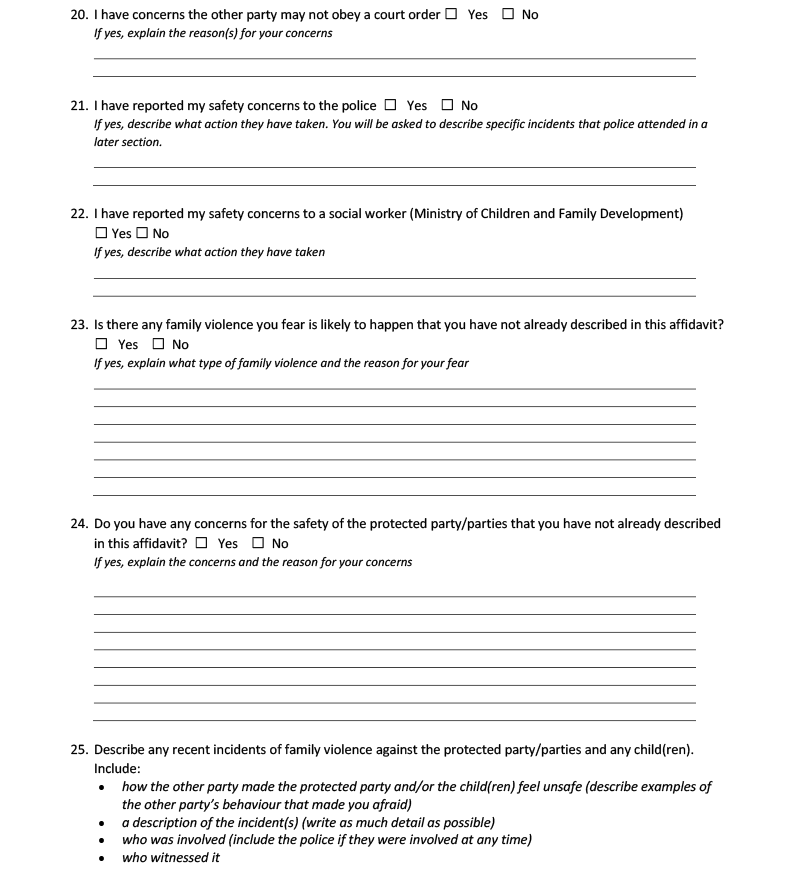 20. I have concerns the other party may not obey a court order ☐ Yes ☐ No
If yes, explain the reason(s) for your concerns
21. I have reported my safety concerns to the police ☐ Yes ☐ No
If yes, describe what action they have taken. You will be asked to describe specific incidents that police attended in a
later section.
22. I have reported my safety concerns to a social worker (Ministry of Children and Family Development)
☐ Yes ☐ No
If yes, describe what action they have taken
23. Is there any family violence you fear is likely to happen that you have not already described in this affidavit?
☐ Yes ☐ No
If yes, explain what type of family violence and the reason for your fear
24. Do you have any concerns for the safety of the protected party/parties that you have not already described
in this affidavit? ☐ Yes ☐ No
If yes, explain the concerns and the reason for your concerns
25. Describe any recent incidents of family violence against the protected party/parties and any child(ren).
Include:
• how the other party made the protected party and/or the child(ren) feel unsafe (describe examples of
the other party's behaviour that made you afraid)
• a description of the incident(s) (write as much detail as possible)
• who was involved (include the police if they were involved at any time)
• who witnessed it